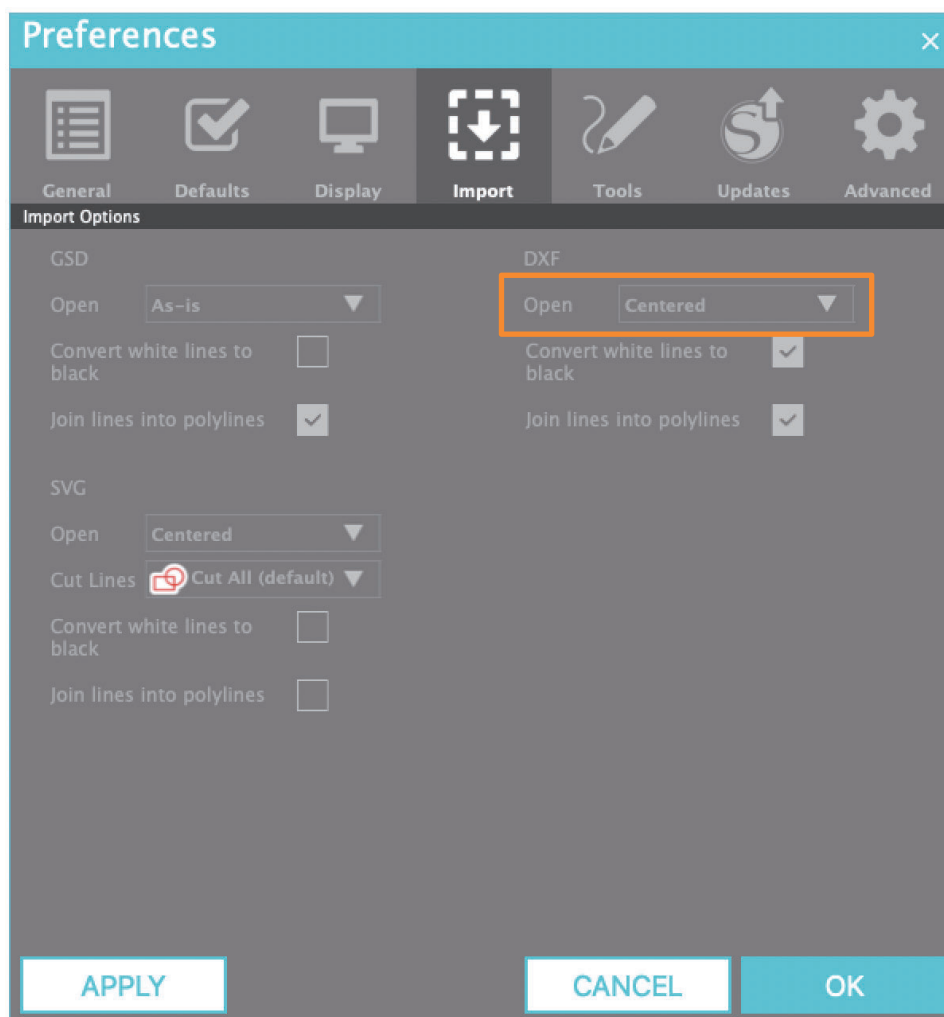 Preferences
General Defaults Display Import Tools Updates Advanced
Import Options
GSD
Open As-is
Convert white lines to
black
Join lines into polylines
DXF
Open Centered
Convert white lines to
black
Join lines into polylines
SVG
Open Centered
Cut Lines Cut All (default)
Convert white lines to
black
Join lines into polylines
APPLY CANCEL OK